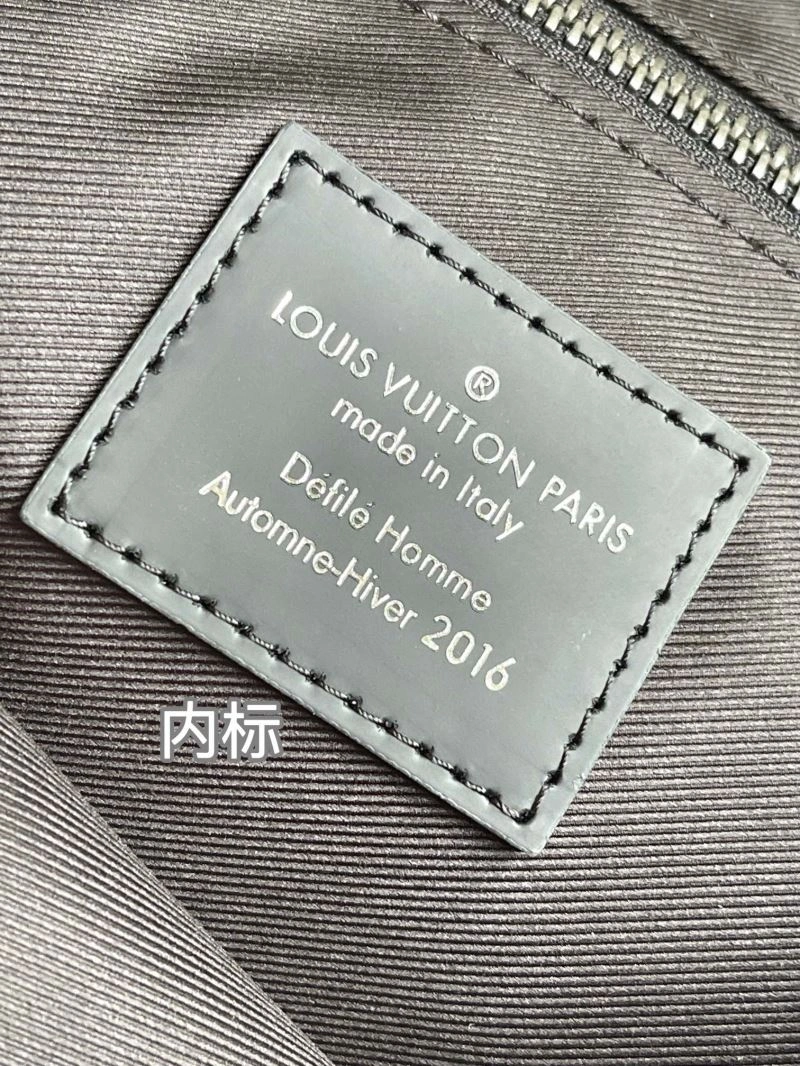 ®
LOUIS VUITTON PARIS
made in Italy
Défilé Homme
Automne-Hiver 2016
内标